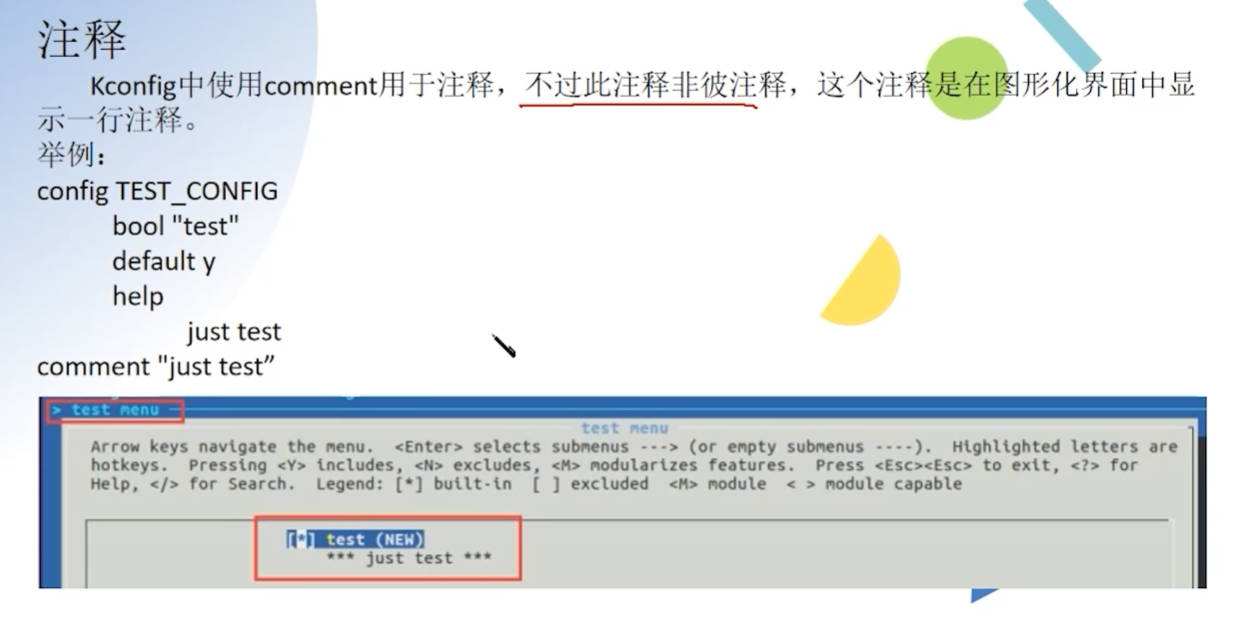 注释
Kconfig中使用comment用于注释，不过此注释非彼注释，这个注释是在图形化界面中显
示一行注释。
举例：
config TEST_CONFIG
bool "test"
default y
help
just test
comment "just test”
> test menu
test menu
Arrow keys navigate the menu. <Enter> selects submenus ---> (or empty submenus ----). Highlighted letters are
hotkeys. Pressing <Y> includes, <N> excludes, <M> modularizes features. Press <Esc><Esc> to exit, <?> for
Help, </> for Search. Legend: [*] built-in [ ] excluded <M> module < > module capable
[*] test (NEW)
*** just test ***